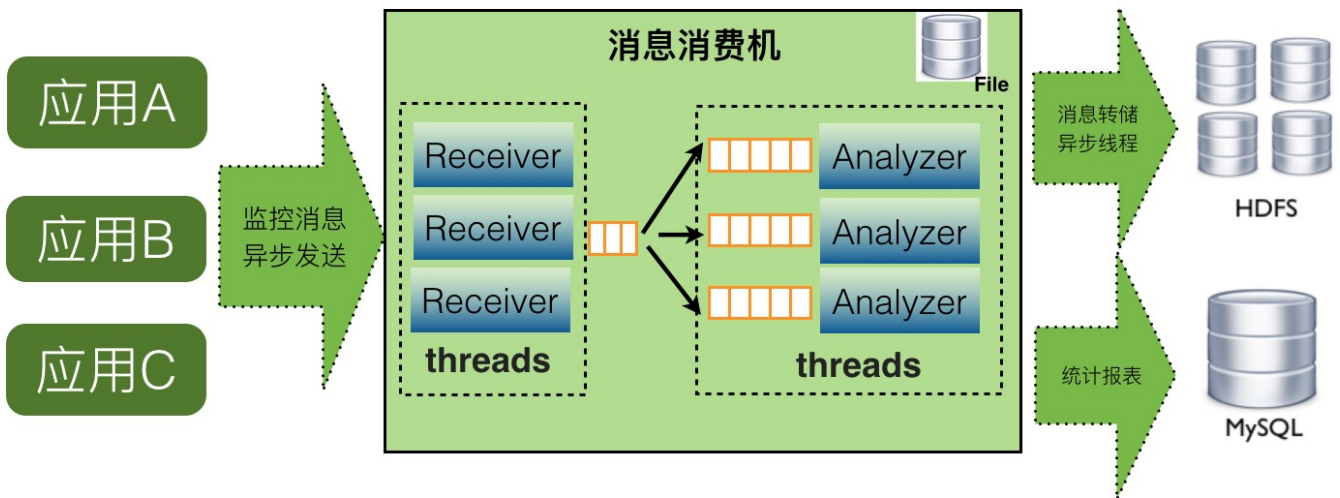 应用A
应用B
应用C
监控消息
异步发送
消息消费机
File
Receiver
Receiver
Receiver
threads
Analyzer
Analyzer
Analyzer
threads
消息转储
异步线程
HDFS
统计报表
MySQL